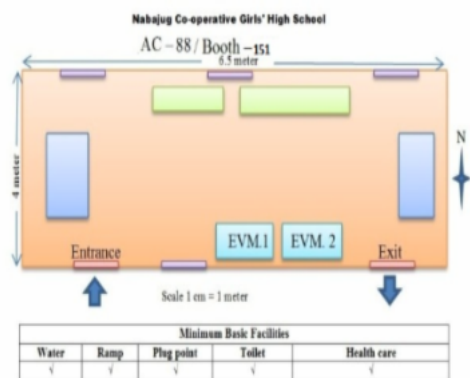 Nabajug Co-operative Girls' High School
AC – 88 / Booth –151
6.5 meter
4 meter
N
EVM.1 EVM. 2
Entrance Exit
Scale 1 cm = 1 meter
Minimum Basic Facilities
Water Ramp Plug point Toilet Health care
√ √ √ √ √